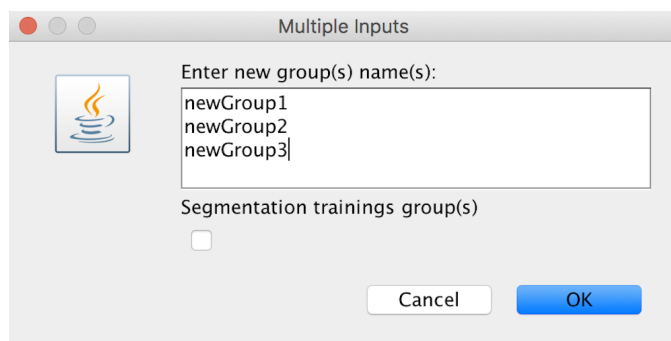 Multiple Inputs
Enter new group(s) name(s):
newGroup1
newGroup2
newGroup3
Segmentation trainings group(s)
Cancel
OK